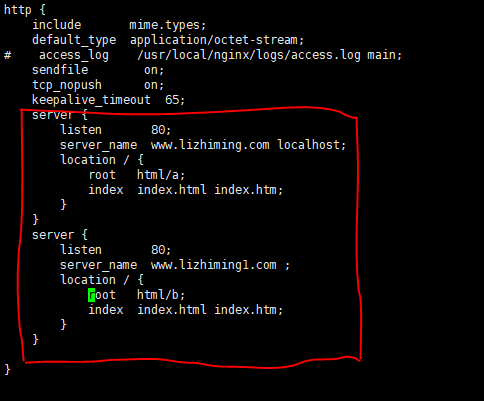 http {
    include       mime.types;
    default_type  application/octet-stream;
#    access_log    /usr/local/nginx/logs/access.log main;
    sendfile        on;
    tcp_nopush      on;
    keepalive_timeout  65;
    server {
        listen       80;
        server_name  www.lizhiming.com localhost;
        location / {
            root   html/a;
            index  index.html index.htm;
        }
    }
    server {
        listen       80;
        server_name  www.lizhiming1.com ;
        location / {
            root   html/b;
            index  index.html index.htm;
        }
    }
}